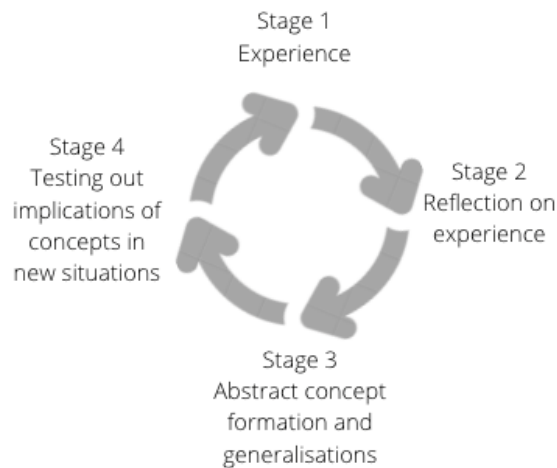 Stage 1
Experience
Stage 2
Reflection on
experience
Stage 3
Abstract concept
formation and
generalisations
Stage 4
Testing out
implications of
concepts in
new situations